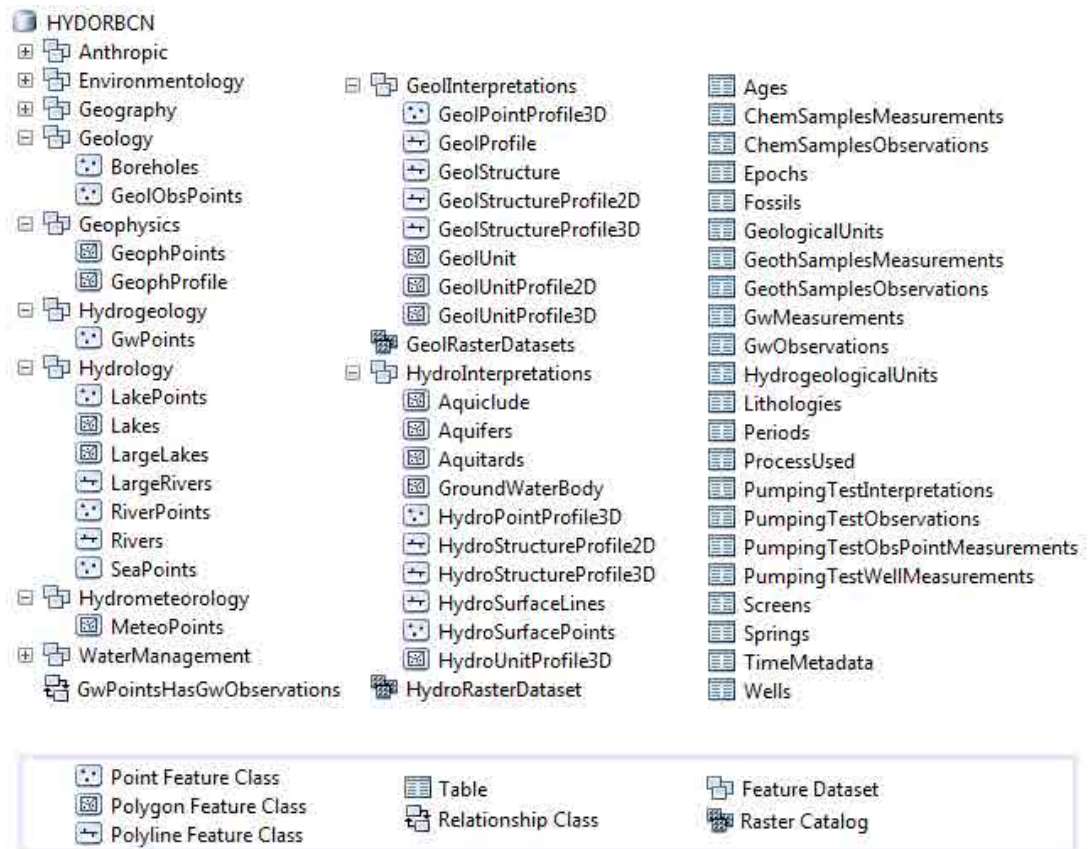 HYDORBCN
Anthropic
Environmentology
Geography
Geology
Boreholes
GeolObsPoints
Geophysics
GeophPoints
GeophProfile
Hydrogeology
GwPoints
Hydrology
LakePoints
Lakes
LargeLakes
LargeRivers
RiverPoints
Rivers
SeaPoints
Hydrometeorology
MeteoPoints
WaterManagement
GwPointsHasGwObservations
GeolInterpretations
GeolPointProfile3D
GeolProfile
GeolStructure
GeolStructureProfile2D
GeolStructureProfile3D
GeolUnit
GeolUnitProfile2D
GeolUnitProfile3D
GeolRasterDatasets
HydroInterpretations
Aquiclude
Aquifers
Aquitards
GroundWaterBody
HydroPointProfile3D
HydroStructureProfile2D
HydroStructureProfile3D
HydroSurfaceLines
HydroSurfacePoints
HydroUnitProfile3D
HydroRasterDataset
Ages
ChemSamplesMeasurements
ChemSamplesObservations
Epochs
Fossils
GeologicalUnits
GeothSamplesMeasurements
GeothSamplesObservations
GwMeasurements
GwObservations
HydrogeologicalUnits
Lithologies
Periods
ProcessUsed
PumpingTestInterpretations
PumpingTestObservations
PumpingTestObsPointMeasurements
PumpingTestWellMeasurements
Screens
Springs
TimeMetadata
Wells
Point Feature Class
Polygon Feature Class
Polyline Feature Class
Table
Relationship Class
Feature Dataset
Raster Catalog